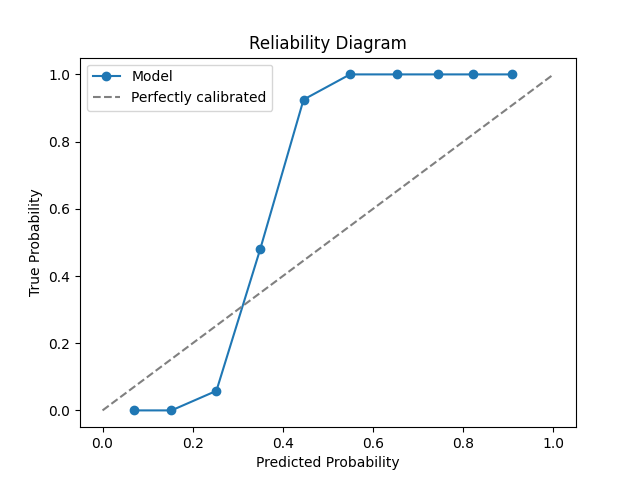 Reliability Diagram
Model
Perfectly calibrated
True Probability
1.0
0.8
0.6
0.4
0.2
0.0
0.0 0.2 0.4 0.6 0.8 1.0
Predicted Probability